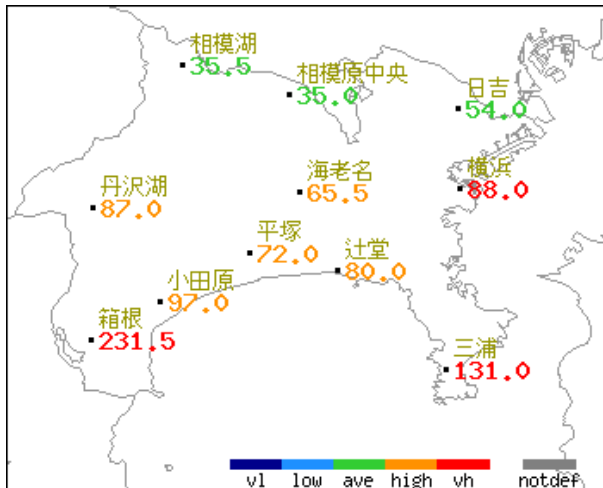 相模湖
35.5
相模原中央
35.0
日吉
54.0
丹沢湖
87.0
海老名
65.5
横浜
88.0
平塚
72.0
辻堂
80.0
小田原
97.0
箱根
231.5
三浦
131.0
vl low ave high vh notdef